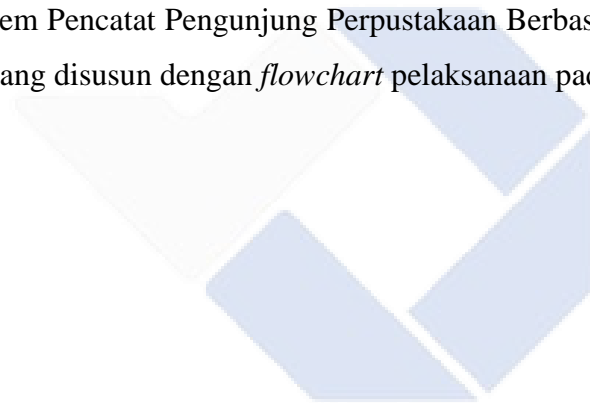 em Pencatat Pengunjung Perpustakaan Berbas
ang disusun dengan flowchart pelaksanaan pad